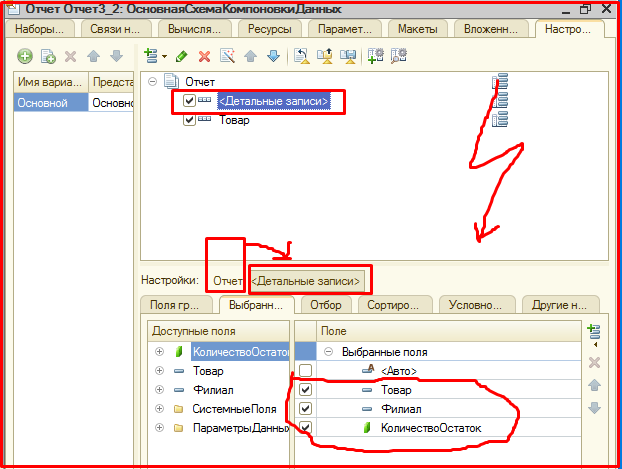 Отчет Отчет3_2: ОсновнаяСхемаКомпоновкиДанных
Наборы... Связи н... Вычисля... Ресурсы Парамет... Макеты Вложенн... Настро...
Имя вариа... Предста
Основной Основно
Отчет
<Детальные записи>
Товар
Настройки: Отчет <Детальные записи>
Поля гр... Выбранн... Отбор Сортиро... Условно... Другие н...
Доступные поля Поле
КоличествоОстаток Выбранные поля
Товар <Авто>
Филиал Товар
СистемныеПоля Филиал
ПараметрыДанны КоличествоОстаток